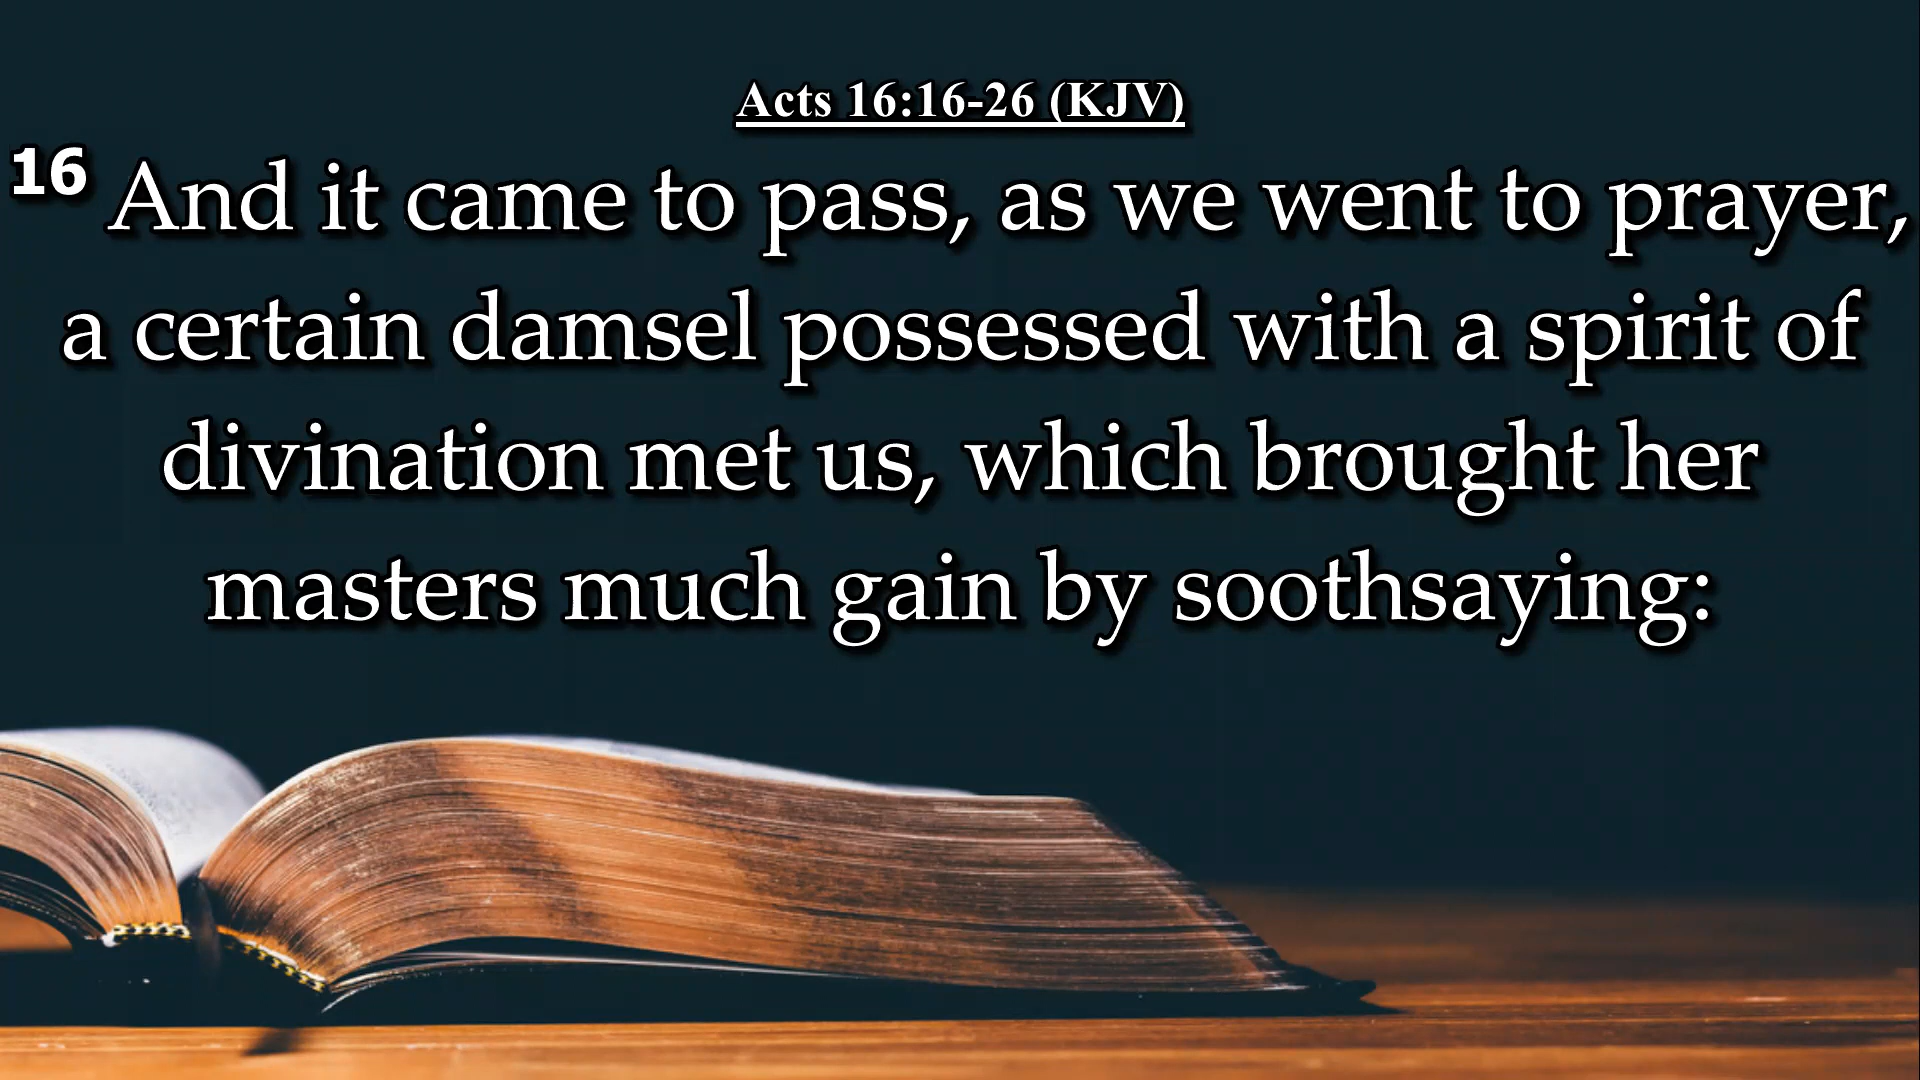 Acts 16:16-26 (KJV)
16 And it came to pass, as we went to prayer,
a certain damsel possessed with a spirit of
divination met us, which brought her
masters much gain by soothsaying: